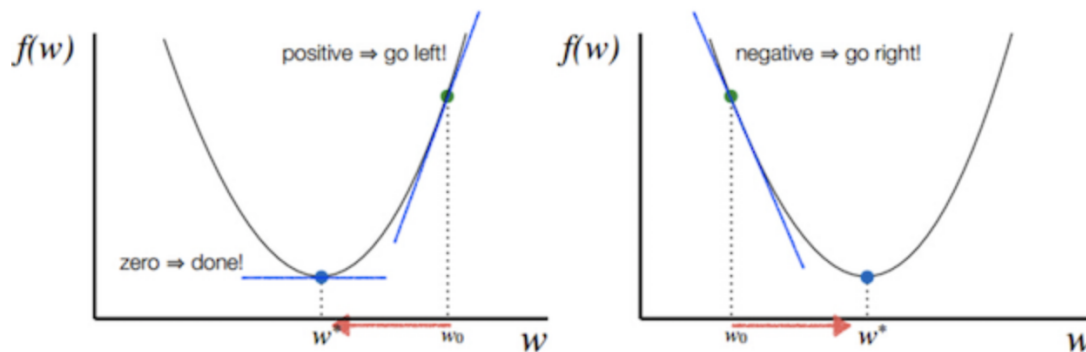 f(w)
positive ⇒ go left!
zero ⇒ done!
w*
w₀
w
f(w)
negative ⇒ go right!
w₀
w*
w